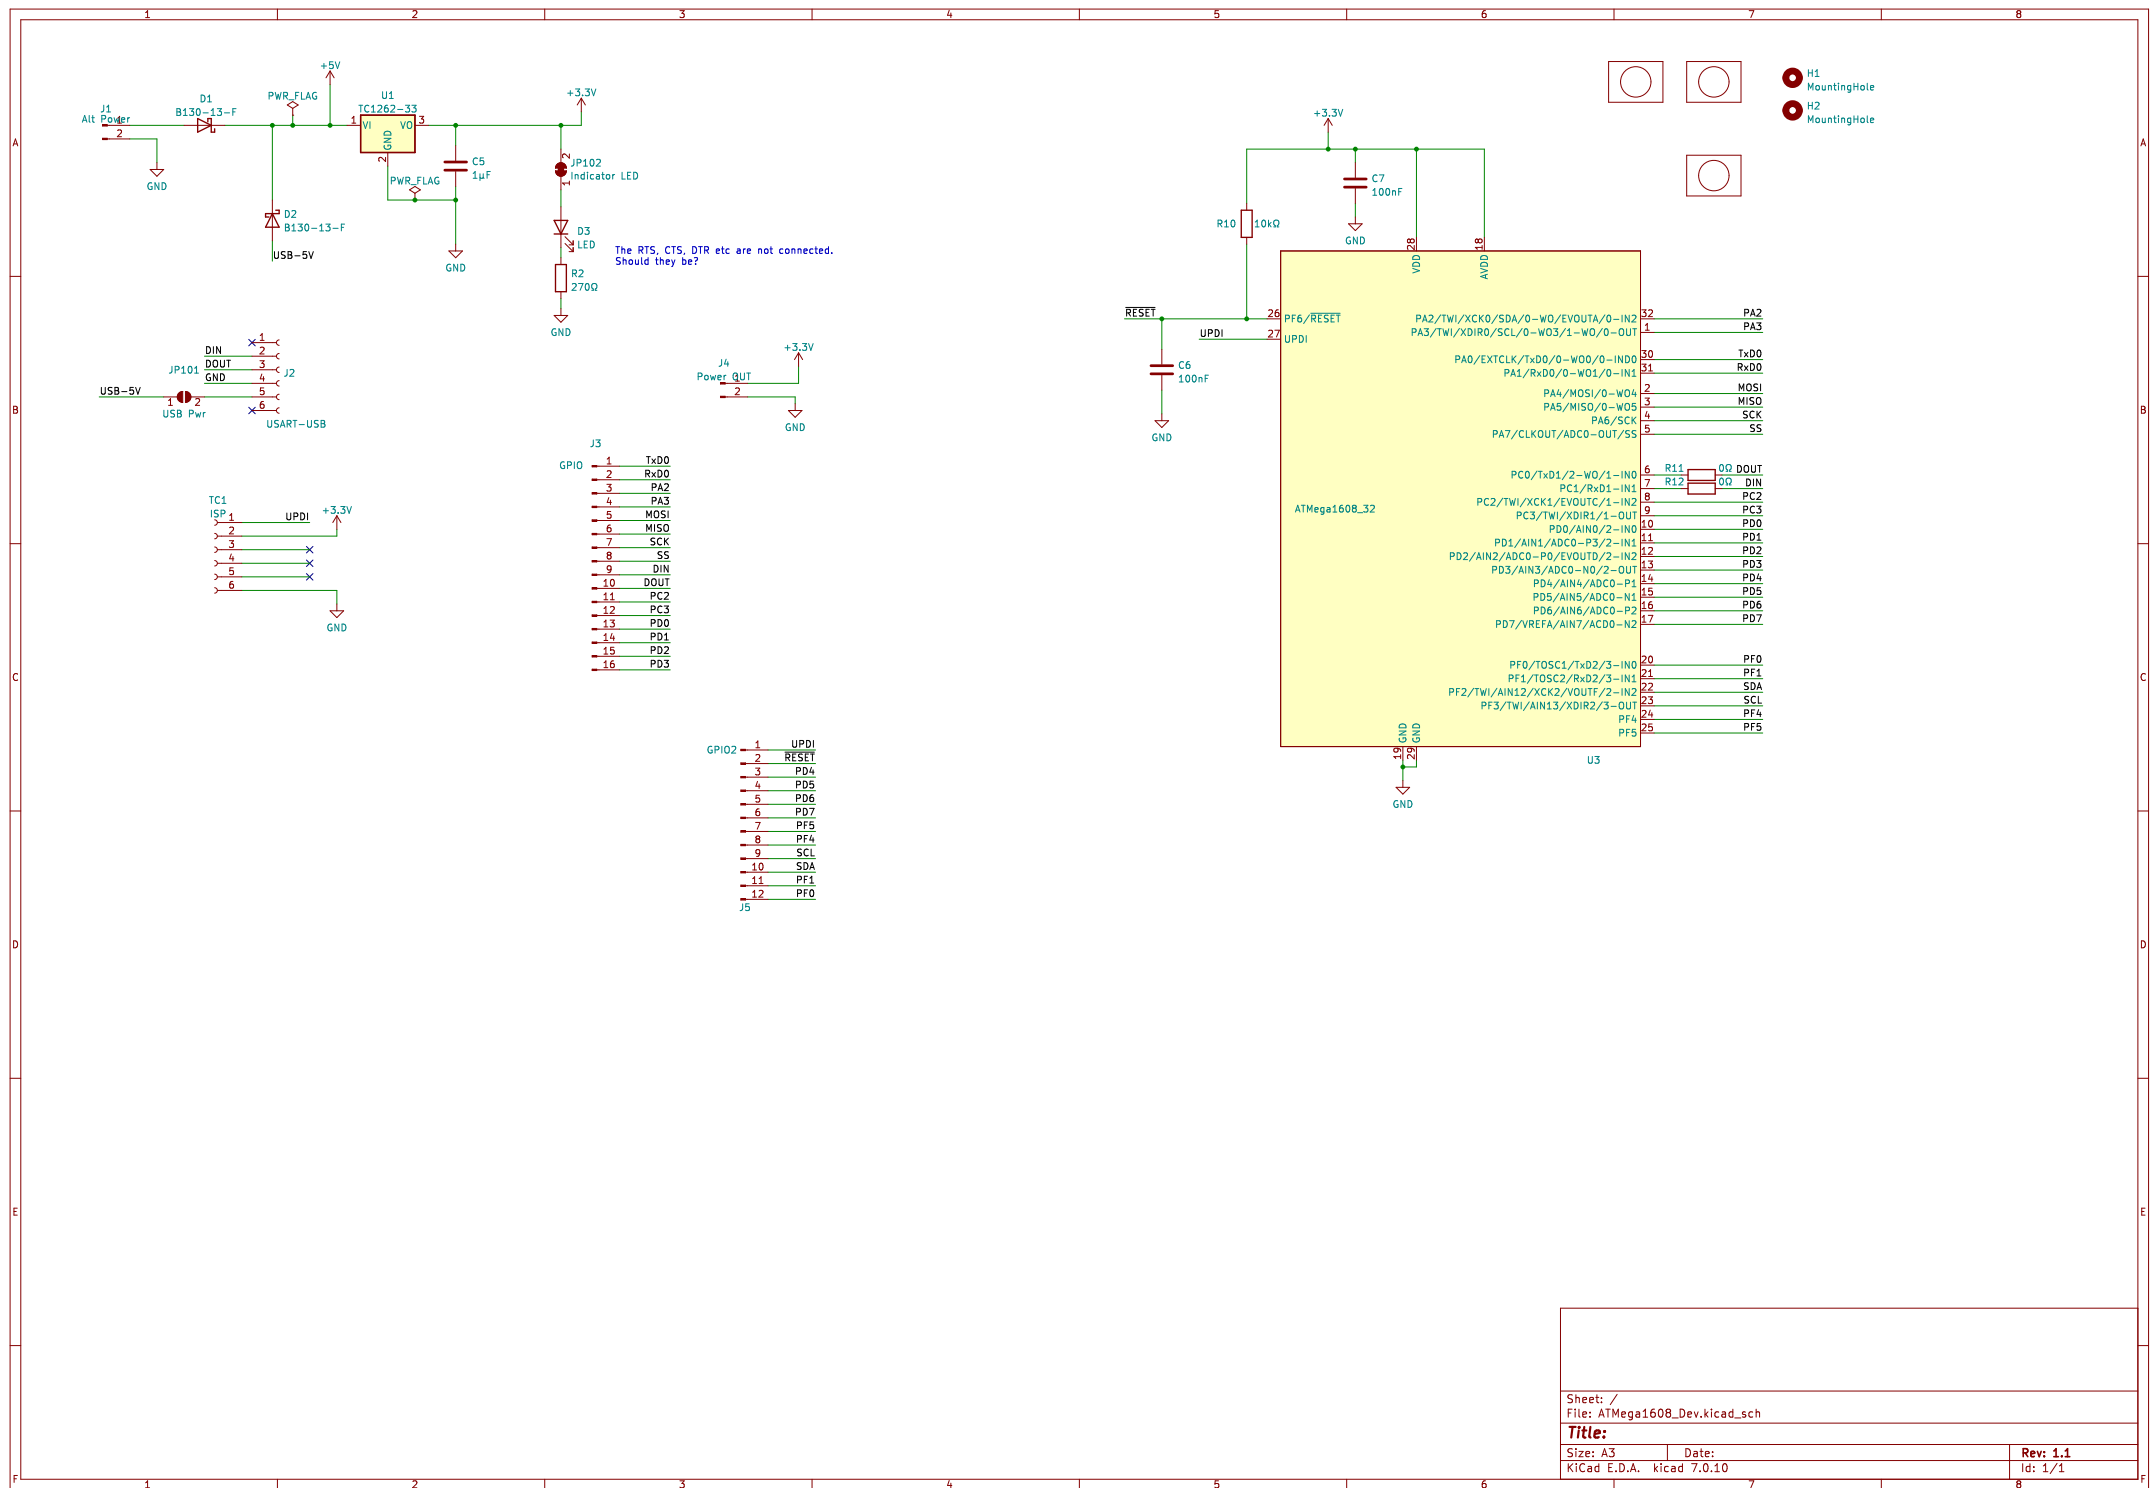 1 2 3 4 5 6 7 8
A B C D E F
J1
Alt Power
1
2
GND
D1
B130-13-F
PWR_FLAG
+5V
U1
TC1262-33
1 VI VO 3
GND
2
PWR_FLAG
C5
1µF
GND
+3.3V
2
JP102
Indicator LED
1
D3
LED
R2
270Ω
GND
D2
B130-13-F
USB-5V
The RTS, CTS, DTR etc are not connected.
Should they be?
1
DIN 2
DOUT 3
GND 4
5
6
J2
USART-USB
JP101
USB-5V
1 2
USB Pwr
J4
Power OUT
1
2
+3.3V
GND
TC1
ISP
1 UPDI
2
3
4
5
6
+3.3V
GND
J3
GPIO
1 TxD0
2 RxD0
3 PA2
4 PA3
5 MOSI
6 MISO
7 SCK
8 SS
9 DIN
10 DOUT
11 PC2
12 PC3
13 PD0
14 PD1
15 PD2
16 PD3
GPIO2
1 UPDI
2 RESET
3 PD4
4 PD5
5 PD6
6 PD7
7 PF5
8 PF4
9 SCL
10 SDA
11 PF1
12 PF0
J5
+3.3V
C7
100nF
GND
R10 10kΩ
RESET
UPDI
C6
100nF
GND
28 VDD
18 AVDD
26 PF6/RESET
27 UPDI
ATMega1608_32
PA2/TWI/XCK0/SDA/0-WO/EVOUTA/0-IN2 32 PA2
PA3/TWI/XDIR0/SCL/0-WO3/1-WO/0-OUT 1 PA3
PA0/EXTCLK/TxD0/0-WO0/0-IND0 30 TxD0
PA1/RxD0/0-WO1/0-IN1 31 RxD0
PA4/MOSI/0-WO4 2 MOSI
PA5/MISO/0-WO5 3 MISO
PA6/SCK 4 SCK
PA7/CLKOUT/ADC0-OUT/SS 5 SS
PC0/TxD1/2-WO/1-IN0 6 R11 0Ω DOUT
PC1/RxD1-IN1 7 R12 0Ω DIN
PC2/TWI/XCK1/EVOUTC/1-IN2 8 PC2
PC3/TWI/XDIR1/1-OUT 9 PC3
PD0/AIN0/2-IN0 10 PD0
PD1/AIN1/ADC0-P3/2-IN1 11 PD1
PD2/AIN2/ADC0-P0/EVOUTD/2-IN2 12 PD2
PD3/AIN3/ADC0-N0/2-OUT 13 PD3
PD4/AIN4/ADC0-P1 14 PD4
PD5/AIN5/ADC0-N1 15 PD5
PD6/AIN6/ADC0-P2 16 PD6
PD7/VREFA/AIN7/ACD0-N2 17 PD7
PF0/TOSC1/TxD2/3-IN0 20 PF0
PF1/TOSC2/RxD2/3-IN1 21 PF1
PF2/TWI/AIN12/XCK2/VOUTF/2-IN2 22 SDA
PF3/TWI/AIN13/XDIR2/3-OUT 23 SCL
PF4 24 PF4
PF5 25 PF5
GND GND
19 29
U3
GND
H1
MountingHole
H2
MountingHole
Sheet: /
File: ATMega1608_Dev.kicad_sch
Title:
Size: A3 Date: Rev: 1.1
KiCad E.D.A. kicad 7.0.10 Id: 1/1
A B C D E F
1 2 3 4 5 6 7 8